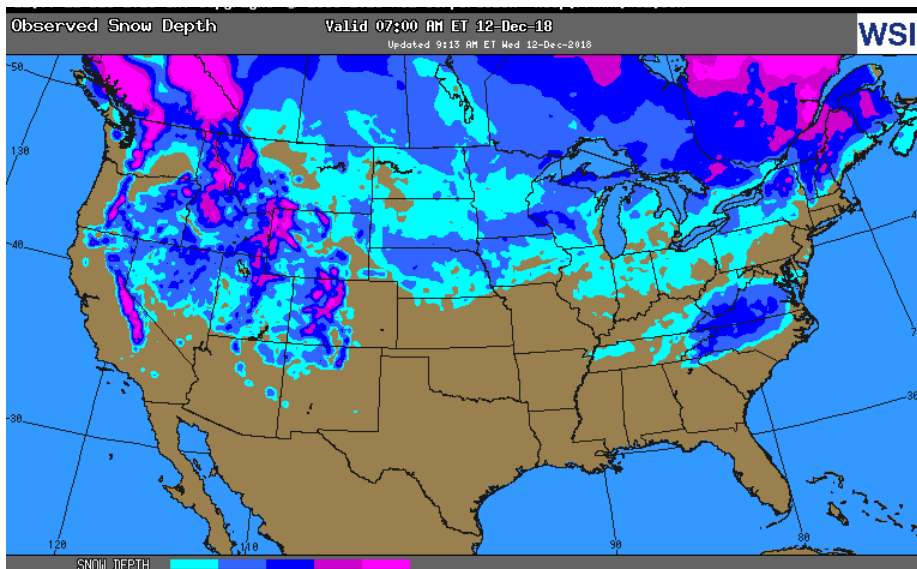 Observed Snow Depth
Valid 07:00 AM ET 12-Dec-18
Updated 9:13 AM ET Wed 12-Dec-2018
WSI
50
130
40
30
120
110
90
80
SNOW DEPTH